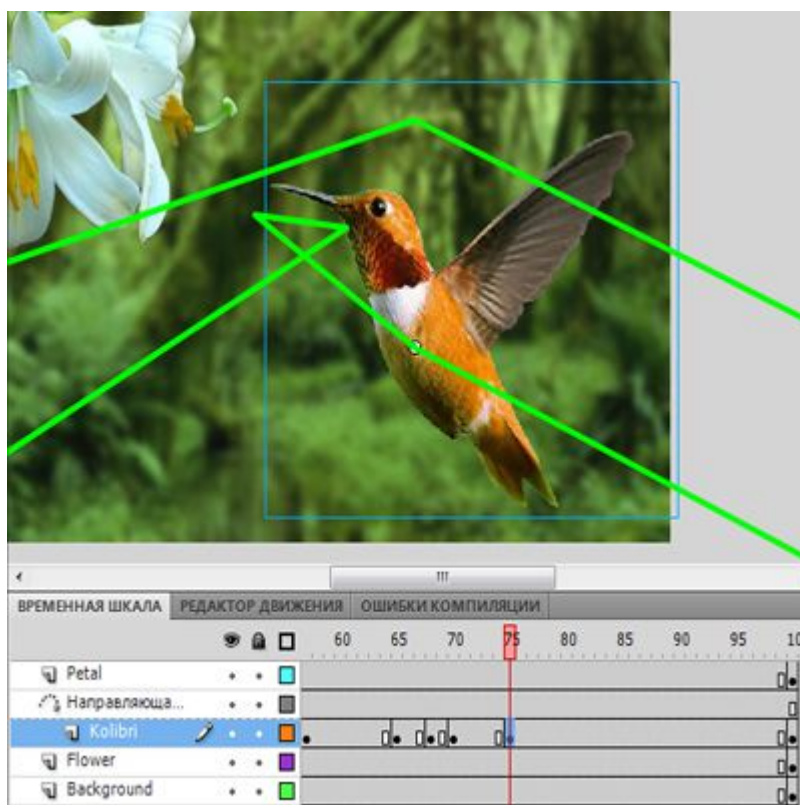 ВРЕМЕННАЯ ШКАЛА РЕДАКТОР ДВИЖЕНИЯ ОШИБКИ КОМПИЛЯЦИИ
60 65 70 75 80 85 90 95 10
Petal
Направляюща...
Kolibri
Flower
Background